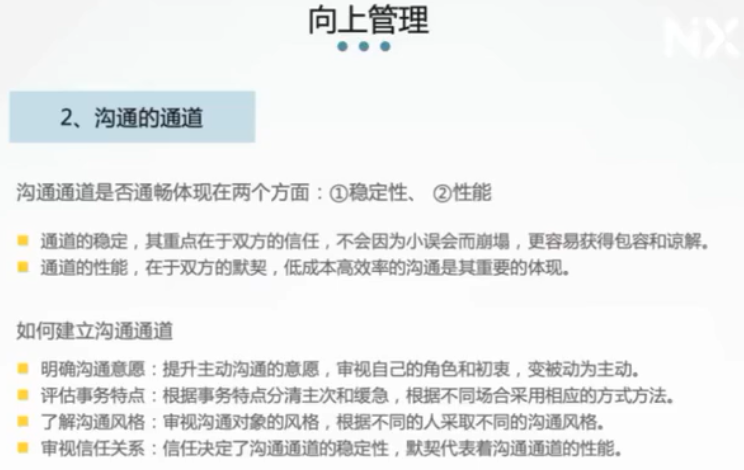 向上管理
NX
2、沟通的通道
沟通通道是否通畅体现在两个方面：①稳定性、 ②性能
通道的稳定，其重点在于双方的信任，不会因为小误会而崩塌，更容易获得包容和谅解。
通道的性能，在于双方的默契，低成本高效率的沟通是其重要的体现。
如何建立沟通通道
明确沟通意愿：提升主动沟通的意愿，审视自己的角色和初衷，变被动为主动。
评估事务特点：根据事务特点分清主次和缓急，根据不同场合采用相应的方式方法。
了解沟通风格：审视沟通对象的风格，根据不同的人采取不同的沟通风格。
审视信任关系：信任决定了沟通通道的稳定性，默契代表着沟通通道的性能。